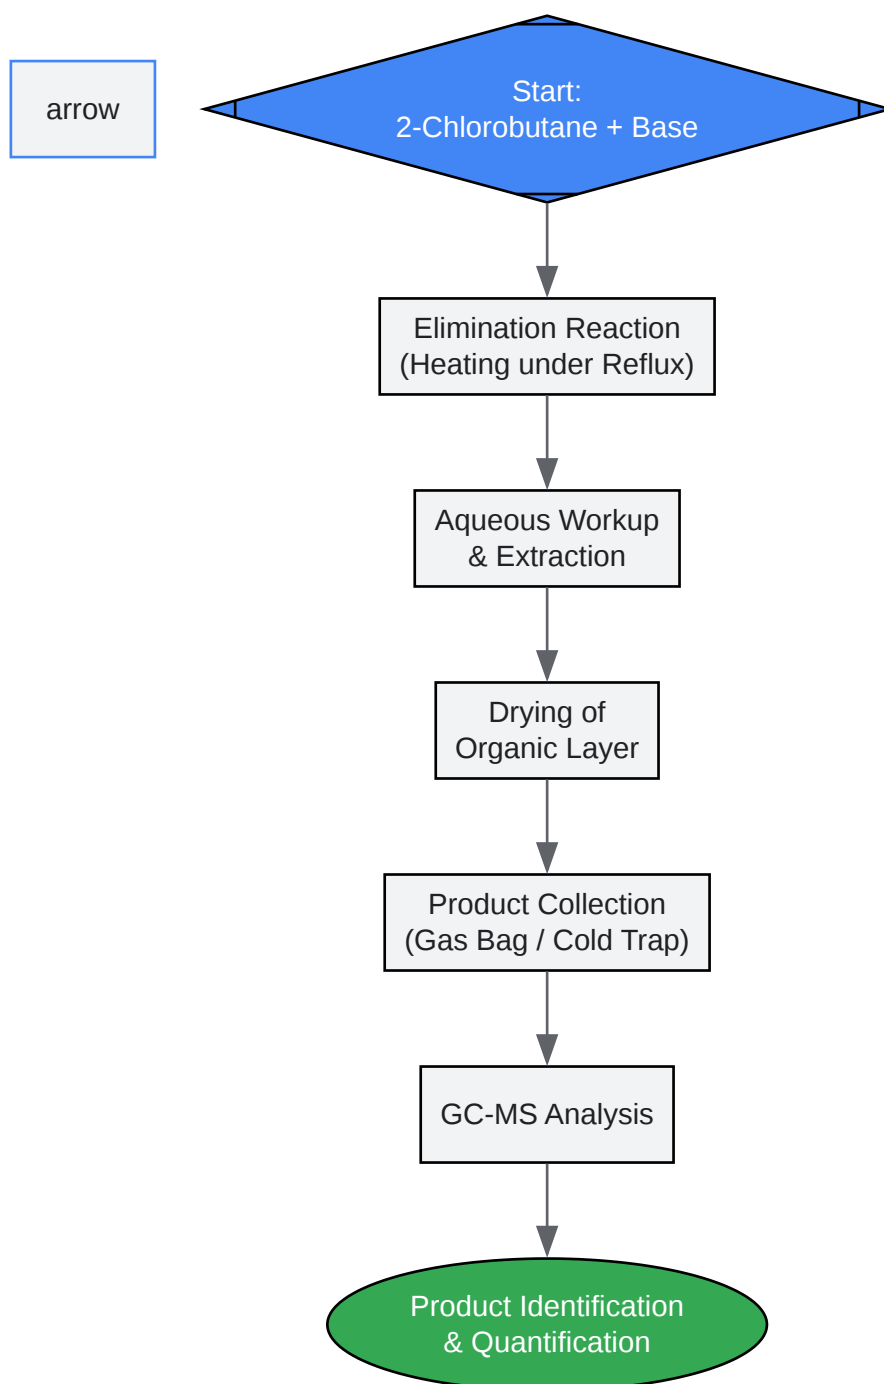 arrow
Start:
2-Chlorobutane + Base
Elimination Reaction
(Heating under Reflux)
Aqueous Workup
& Extraction
Drying of
Organic Layer
Product Collection
(Gas Bag / Cold Trap)
GC-MS Analysis
Product Identification
& Quantification